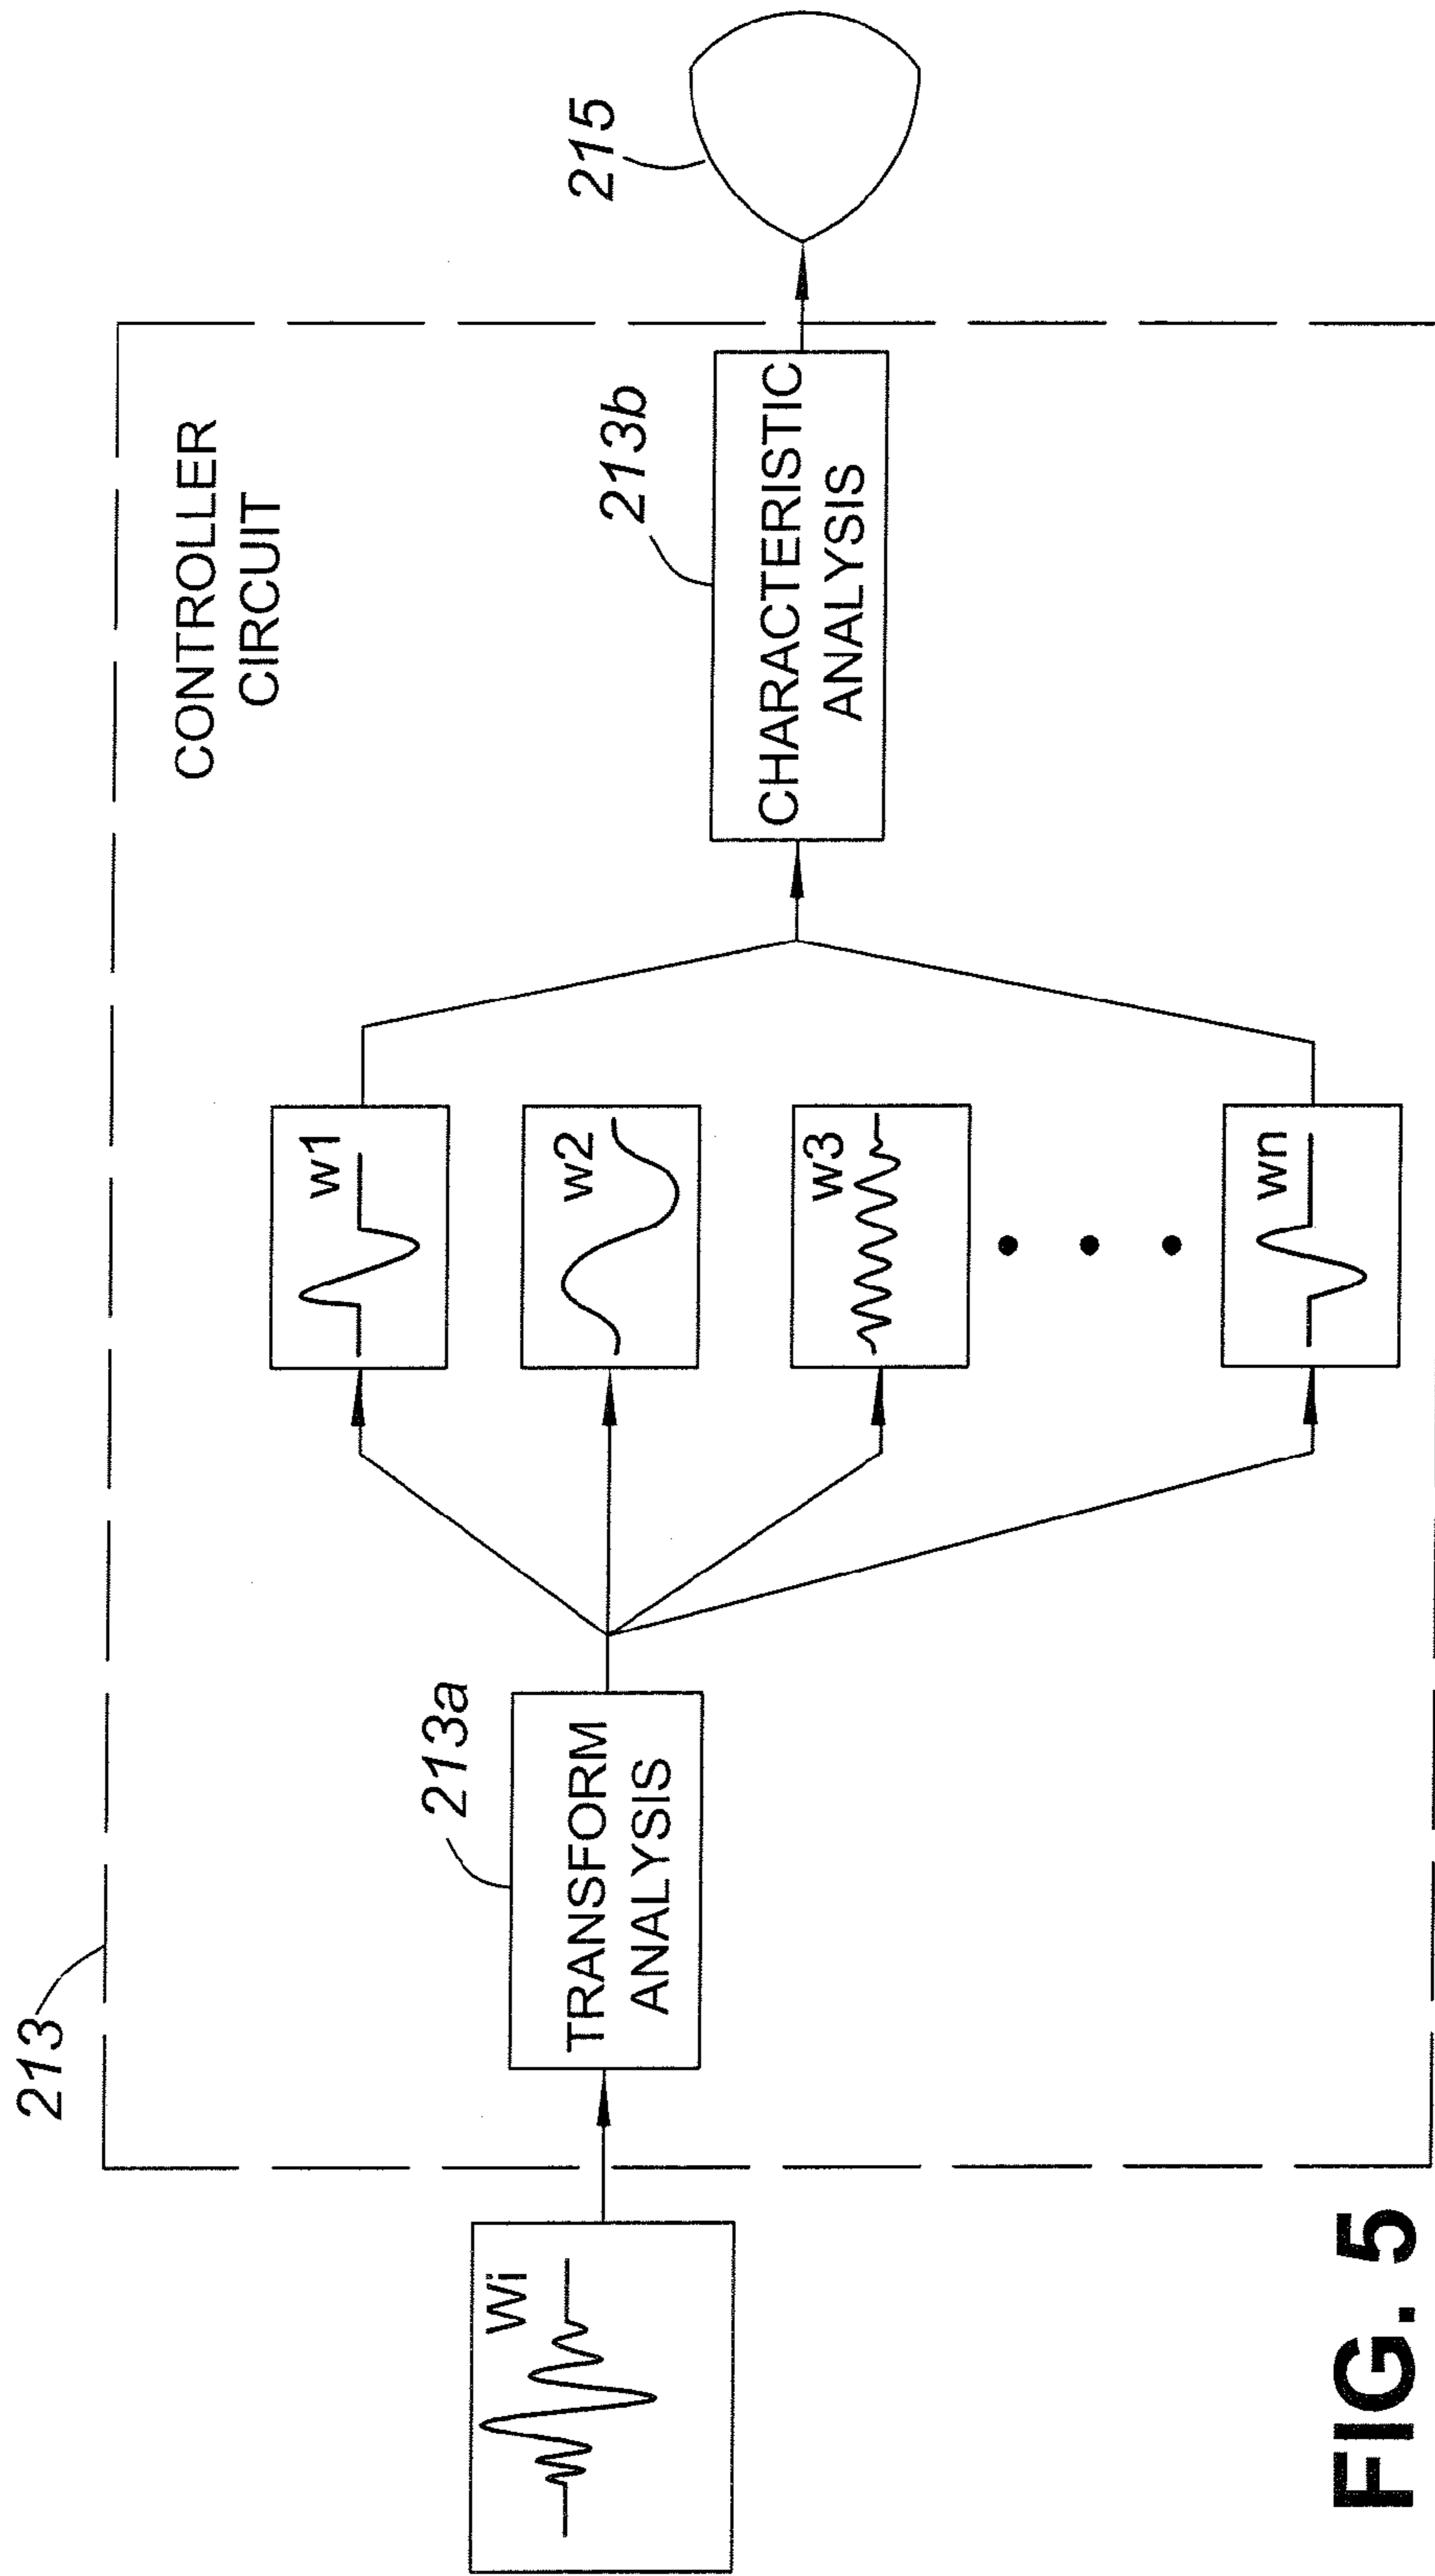 213
CONTROLLER
CIRCUIT
Wi
213a
TRANSFORM
ANALYSIS
w1
w2
w3
wn
213b
CHARACTERISTIC
ANALYSIS
215
FIG. 5